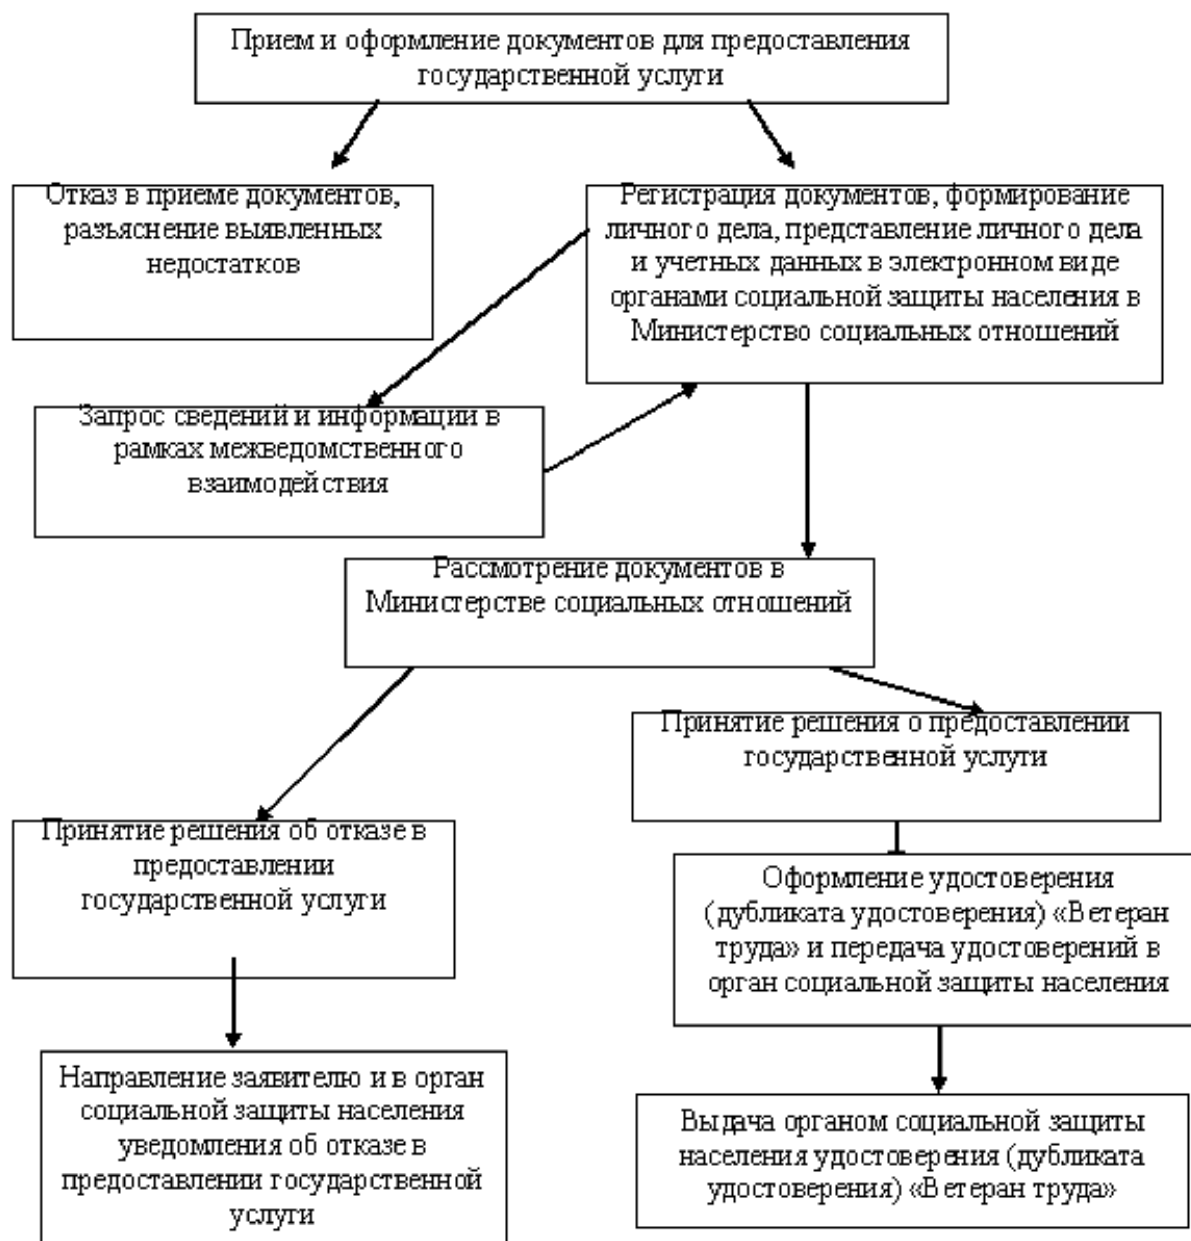 Прием и оформление документов для предоставления
государственной услуги
Отказ в приеме документов,
разъяснение выявленных
недостатков
Регистрация документов, формирование
личного дела, представление личного дела
и учетных данных в электронном виде
органами социальной защиты населения в
Министерство социальных отношений
Запрос сведений и информации в
рамках межведомственного
взаимодействия
Рассмотрение документов в
Министерстве социальных отношений
Принятие решения о предоставлении
государственной услуги
Принятие решения об отказе в
предоставлении
государственной услуги
Оформление удостоверения
(дубликата удостоверения) «Ветеран
труда» и передача удостоверений в
орган социальной защиты населения
Направление заявителю и в орган
социальной защиты населения
уведомления об отказе в
предоставлении государственной
услуги
Выдача органом социальной защиты
населения удостоверения (дубликата
удостоверения) «Ветеран труда»